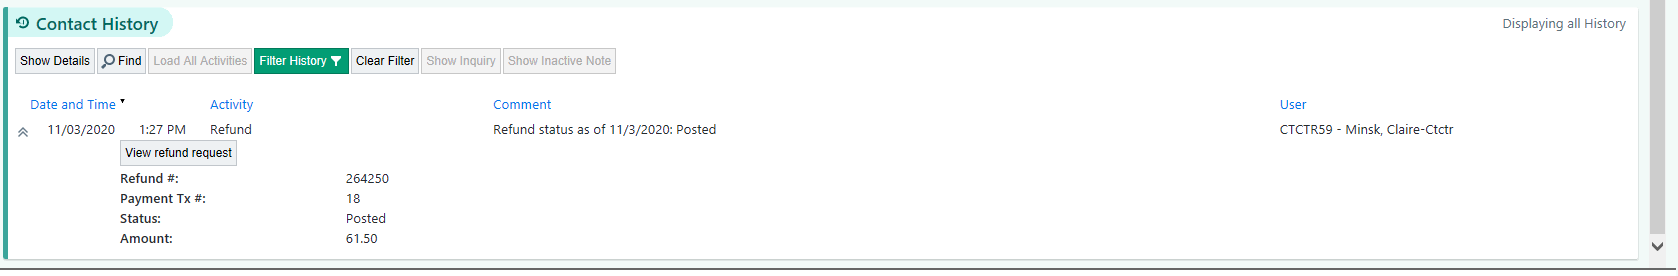 Contact History
Displaying all History
Show Details Find Load All Activities Filter History Clear Filter Show Inquiry Show Inactive Note
Date and Time Activity Comment User
11/03/2020 1:27 PM Refund Refund status as of 11/3/2020: Posted CTCTR59 - Minsk, Claire-Ctctr
View refund request
Refund #: 264250
Payment Tx #: 18
Status: Posted
Amount: 61.50